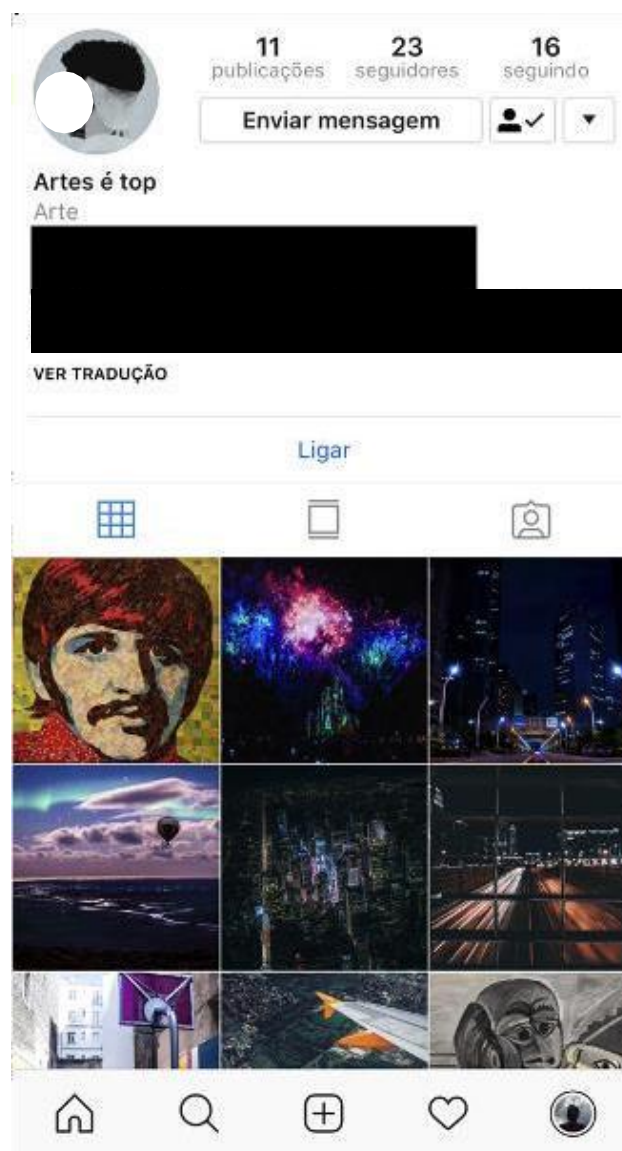 11 23 16
publicações seguidores seguindo
Enviar mensagem
Artes é top
Arte
VER TRADUÇÃO
Ligar